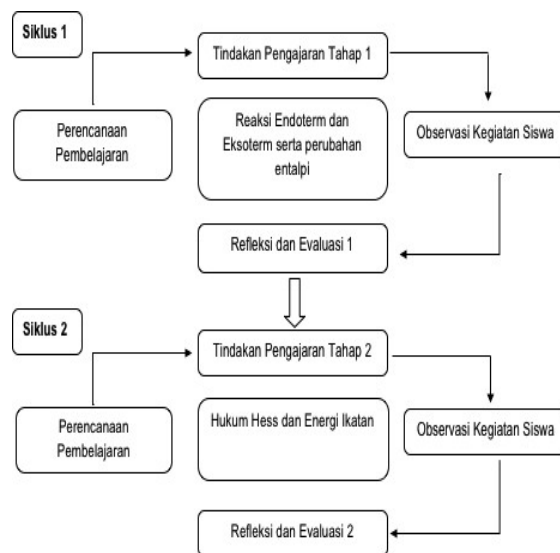 Siklus 1
Tindakan Pengajaran Tahap 1
Perencanaan
Pembelajaran
Reaksi Endoterm dan
Eksoterm serta perubahan
entalpi
Observasi Kegiatan Siswa
Refleksi dan Evaluasi 1
Siklus 2
Tindakan Pengajaran Tahap 2
Perencanaan
Pembelajaran
Hukum Hess dan Energi Ikatan
Observasi Kegiatan Siswa
Refleksi dan Evaluasi 2